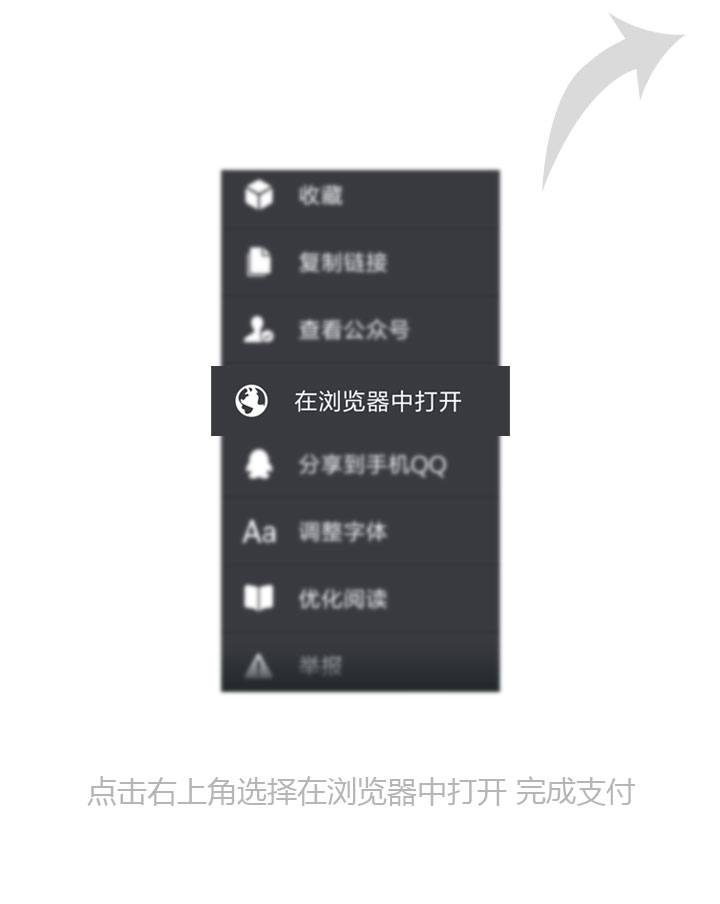 收藏
复制链接
查看公众号
在浏览器中打开
分享到手机QQ
Aa 调整字体
优化阅读
举报
点击右上角选择在浏览器中打开 完成支付